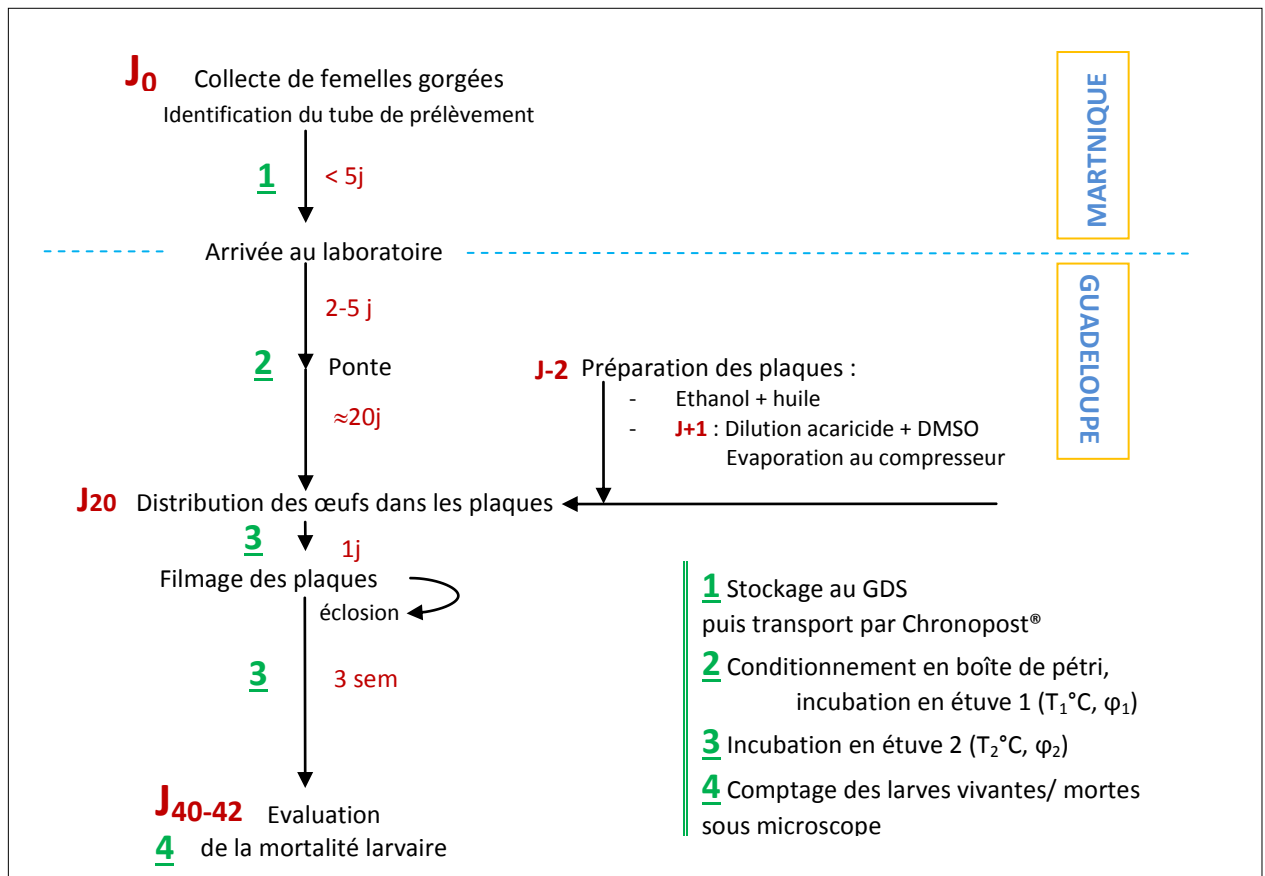 J0 Collecte de femelles gorgées
Identification du tube de prélèvement
1 < 5j
MARTNIQUE
Arrivée au laboratoire
GUADELOUPE
2-5 j
2 Ponte
≈20j
J-2 Préparation des plaques :
- Ethanol + huile
- J+1 : Dilution acaricide + DMSO
Evaporation au compresseur
J20 Distribution des œufs dans les plaques
3 1j
Filmage des plaques
éclosion
3 3 sem
J40-42 Evaluation
4 de la mortalité larvaire
1 Stockage au GDS
puis transport par Chronopost®
2 Conditionnement en boîte de pétri,
incubation en étuve 1 (T1°C, φ1)
3 Incubation en étuve 2 (T2°C, φ2)
4 Comptage des larves vivantes/ mortes
sous microscope